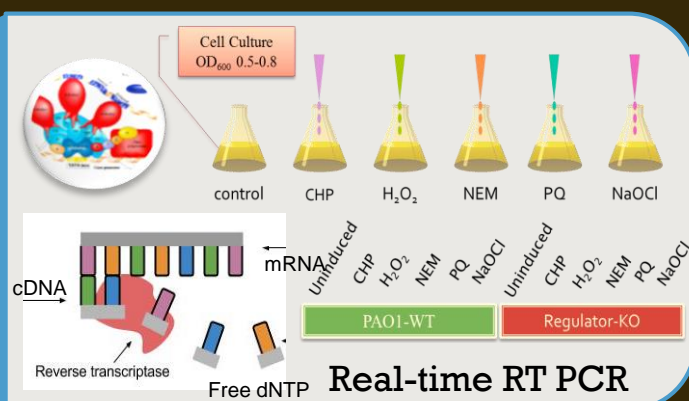 Cell Culture
OD₆₀₀ 0.5-0.8
control
CHP
H₂O₂
NEM
PQ
NaOCl
mRNA
cDNA
Reverse transcriptase
Free dNTP
Uninduced
CHP
H₂O₂
NEM
PQ
NaOCl
Uninduced
CHP
H₂O₂
NEM
PQ
NaOCl
PAO1-WT
Regulator-KO
Real-time RT PCR